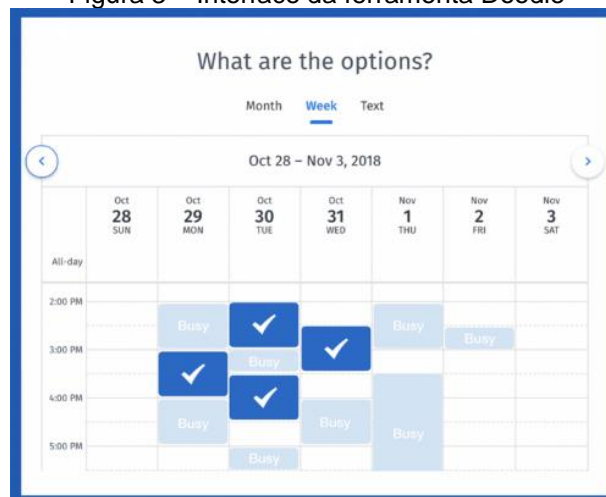 Figura – Interface da ferramenta Doodle
What are the options?
Month Week Text
Oct 28 – Nov 3, 2018
Oct Oct Oct Oct Nov Nov Nov
28 29 30 31 1 2 3
SUN MON TUE WED THU FRI SAT
All-day
2:00 PM
Busy Busy
Busy
3:00 PM
Busy
4:00 PM
Busy Busy
Busy
5:00 PM
Busy